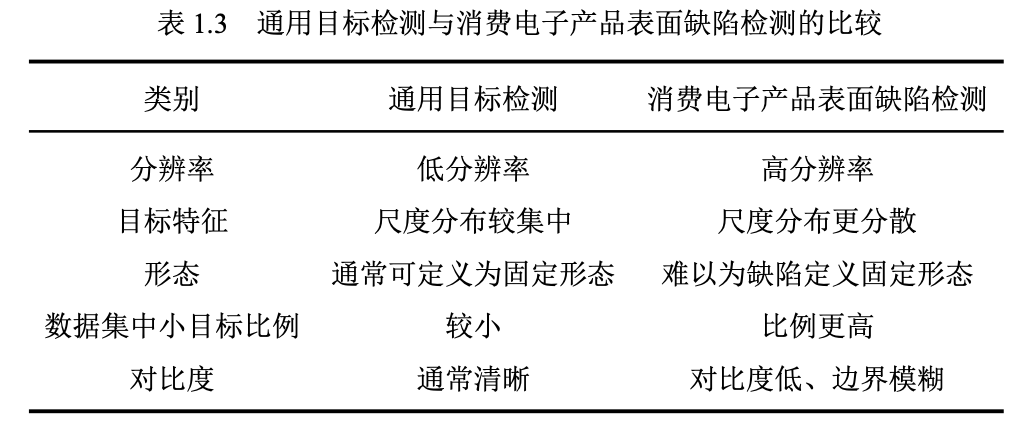 表 1.3 通用目标检测与消费电子产品表面缺陷检测的比较
类别 通用目标检测 消费电子产品表面缺陷检测
分辨率 低分辨率 高分辨率
目标特征 尺度分布较集中 尺度分布更分散
形态 通常可定义为固定形态 难以为缺陷定义固定形态
数据集中小目标比例 较小 比例更高
对比度 通常清晰 对比度低、边界模糊